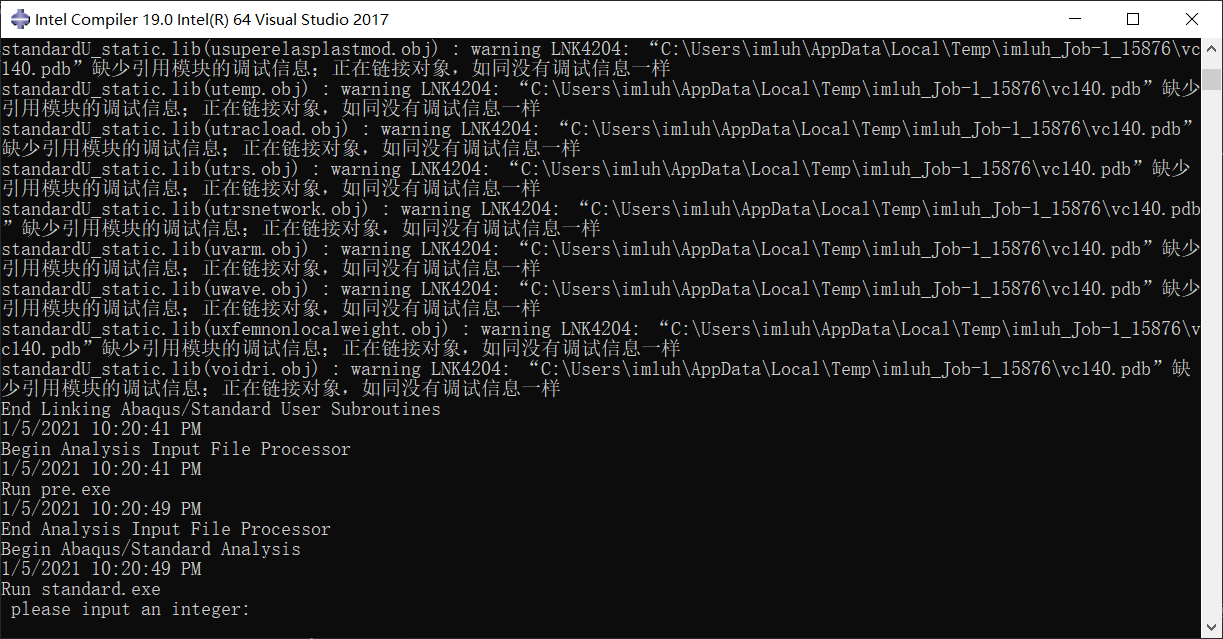 Intel Compiler 19.0 Intel(R) 64 Visual Studio 2017
standardU_static.lib(usuperelasplastmod.obj) : warning LNK4204: “C:\Users\imluh\AppData\Local\Temp\imluh_Job-1_15876\vc
140.pdb”缺少引用模块的调试信息；正在链接对象，如同没有调试信息一样
standardU_static.lib(utemp.obj) : warning LNK4204: “C:\Users\imluh\AppData\Local\Temp\imluh_Job-1_15876\vc140.pdb”缺少
引用模块的调试信息；正在链接对象，如同没有调试信息一样
standardU_static.lib(utracload.obj) : warning LNK4204: “C:\Users\imluh\AppData\Local\Temp\imluh_Job-1_15876\vc140.pdb”
缺少引用模块的调试信息；正在链接对象，如同没有调试信息一样
standardU_static.lib(utrs.obj) : warning LNK4204: “C:\Users\imluh\AppData\Local\Temp\imluh_Job-1_15876\vc140.pdb”缺少
引用模块的调试信息；正在链接对象，如同没有调试信息一样
standardU_static.lib(utrsnetwork.obj) : warning LNK4204: “C:\Users\imluh\AppData\Local\Temp\imluh_Job-1_15876\vc140.pdb
”缺少引用模块的调试信息；正在链接对象，如同没有调试信息一样
standardU_static.lib(uvarm.obj) : warning LNK4204: “C:\Users\imluh\AppData\Local\Temp\imluh_Job-1_15876\vc140.pdb”缺少
引用模块的调试信息；正在链接对象，如同没有调试信息一样
standardU_static.lib(uwave.obj) : warning LNK4204: “C:\Users\imluh\AppData\Local\Temp\imluh_Job-1_15876\vc140.pdb”缺少
引用模块的调试信息；正在链接对象，如同没有调试信息一样
standardU_static.lib(uxfemnonlocalweight.obj) : warning LNK4204: “C:\Users\imluh\AppData\Local\Temp\imluh_Job-1_15876\v
c140.pdb”缺少引用模块的调试信息；正在链接对象，如同没有调试信息一样
standardU_static.lib(voidri.obj) : warning LNK4204: “C:\Users\imluh\AppData\Local\Temp\imluh_Job-1_15876\vc140.pdb”缺
少引用模块的调试信息；正在链接对象，如同没有调试信息一样
End Linking Abaqus/Standard User Subroutines
1/5/2021 10:20:41 PM
Begin Analysis Input File Processor
1/5/2021 10:20:41 PM
Run pre.exe
1/5/2021 10:20:49 PM
End Analysis Input File Processor
Begin Abaqus/Standard Analysis
1/5/2021 10:20:49 PM
Run standard.exe
please input an integer: